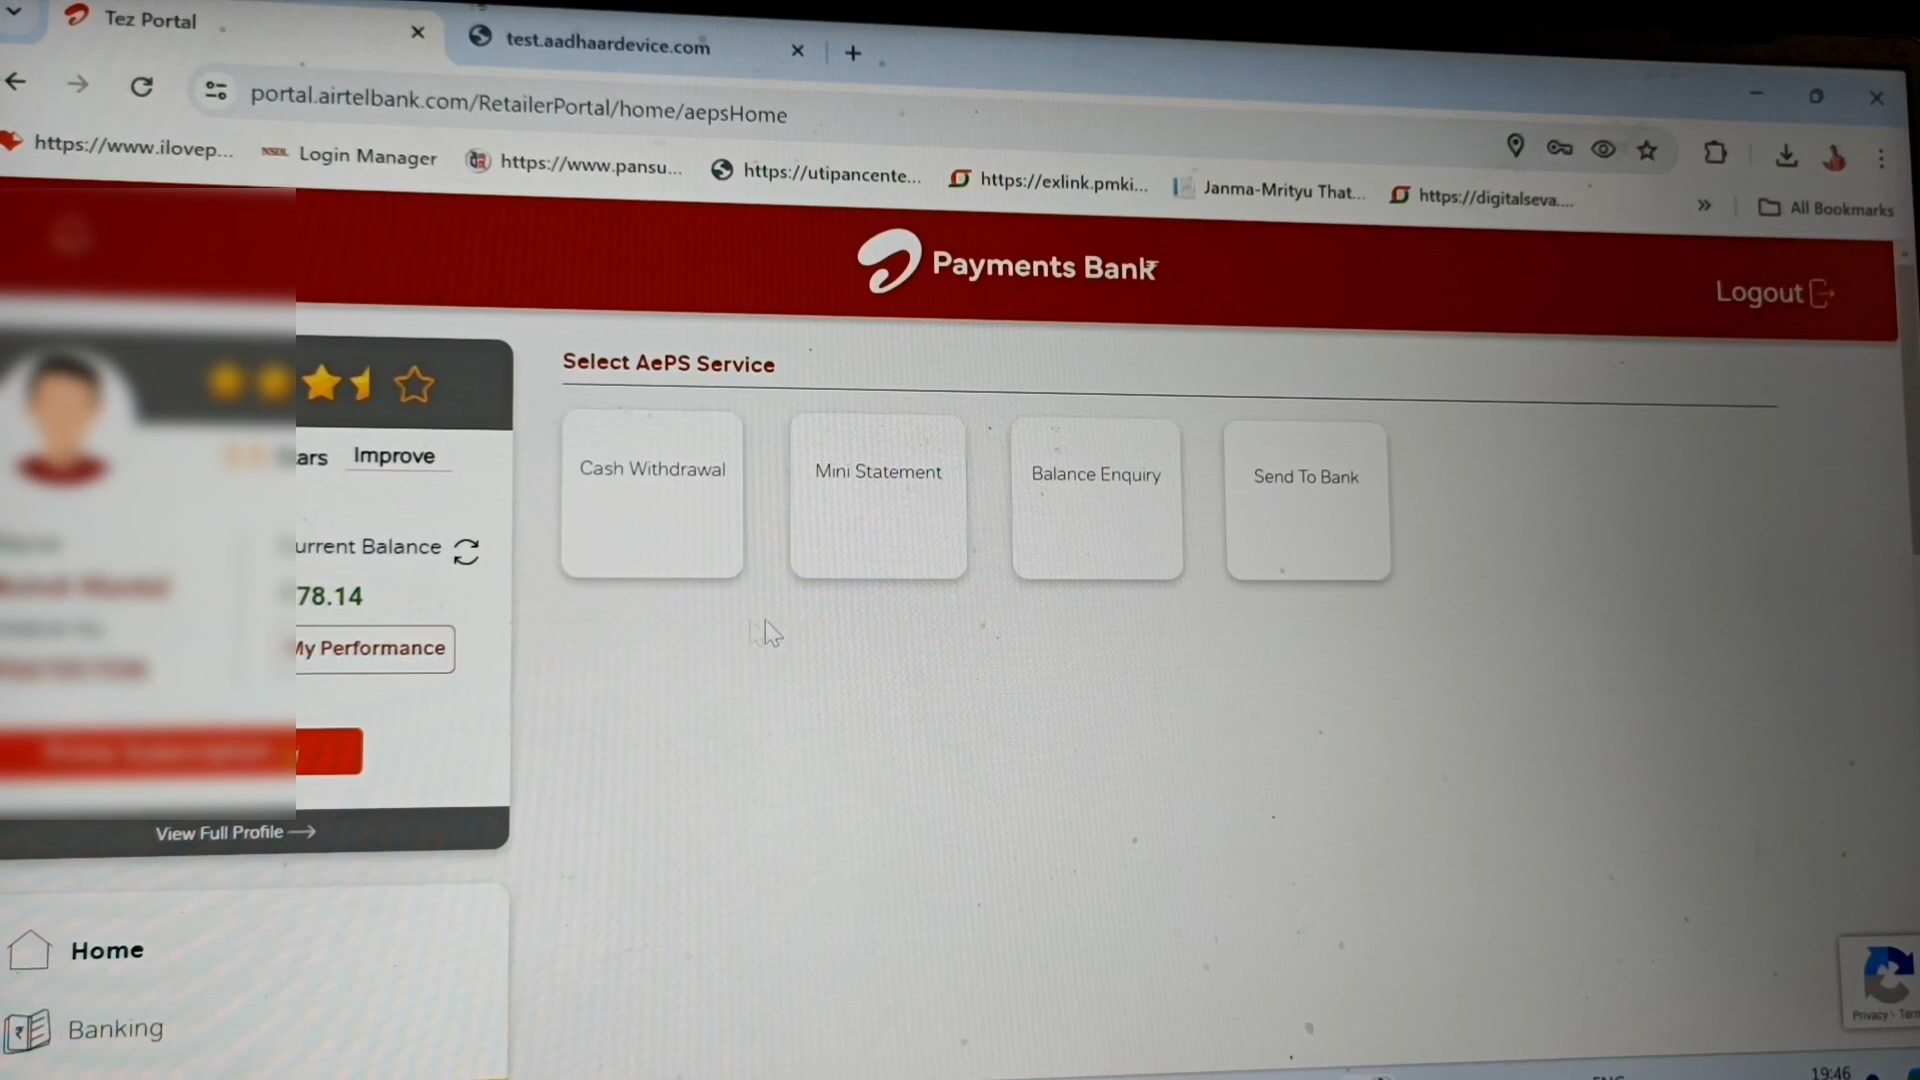 Tez Portal
test.aadhaardevice.com
portal.airtelbank.com/RetailerPortal/home/aepsHome
https://www.ilovep...
NSDL Login Manager
https://www.pansu...
https://utipancente...
https://exlink.pmki...
Janma-Mrityu That...
https://digitalseva....
» All Bookmarks
Payments Bank
Logout
Select AePS Service
Cash Withdrawal
Mini Statement
Balance Enquiry
Send To Bank
ars Improve
urrent Balance
78.14
My Performance
View Full Profile
Home
Banking
Privacy - Term
19:46